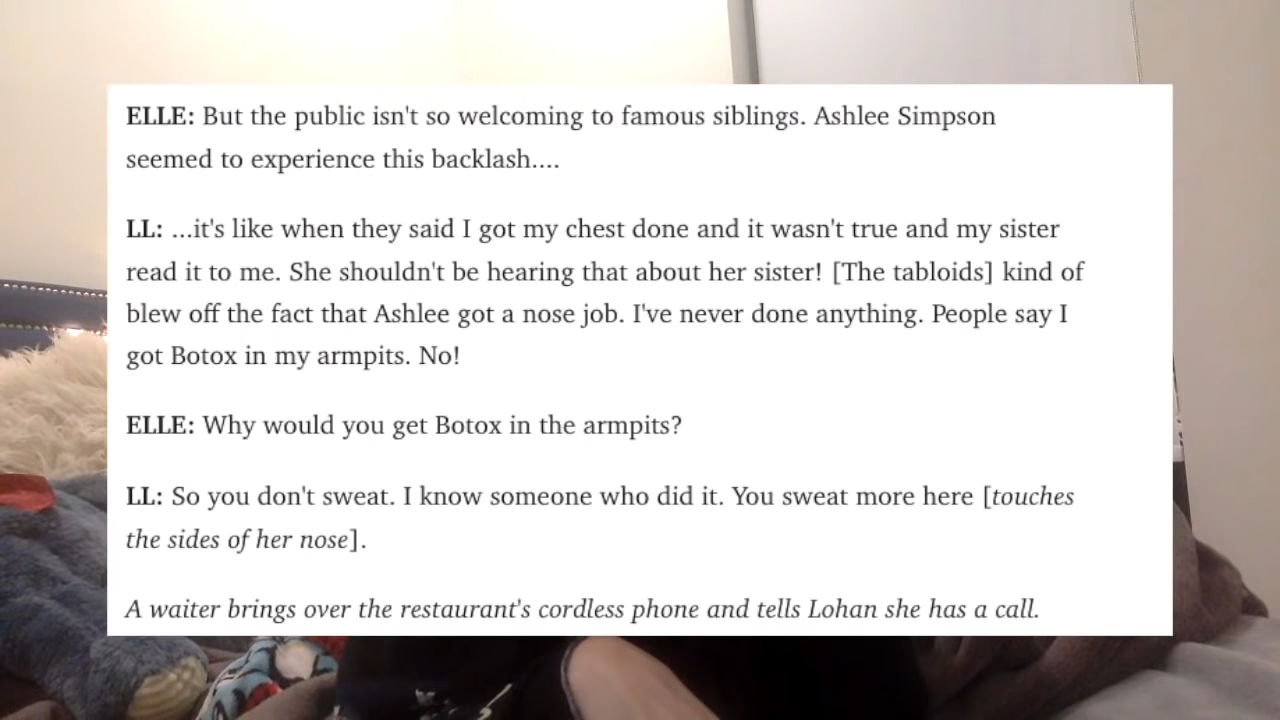 ELLE: But the public isn't so welcoming to famous siblings. Ashlee Simpson
seemed to experience this backlash....
LL: ...it's like when they said I got my chest done and it wasn't true and my sister
read it to me. She shouldn't be hearing that about her sister! [The tabloids] kind of
blew off the fact that Ashlee got a nose job. I've never done anything. People say I
got Botox in my armpits. No!
ELLE: Why would you get Botox in the armpits?
LL: So you don't sweat. I know someone who did it. You sweat more here [touches
the sides of her nose].
A waiter brings over the restaurant's cordless phone and tells Lohan she has a call.